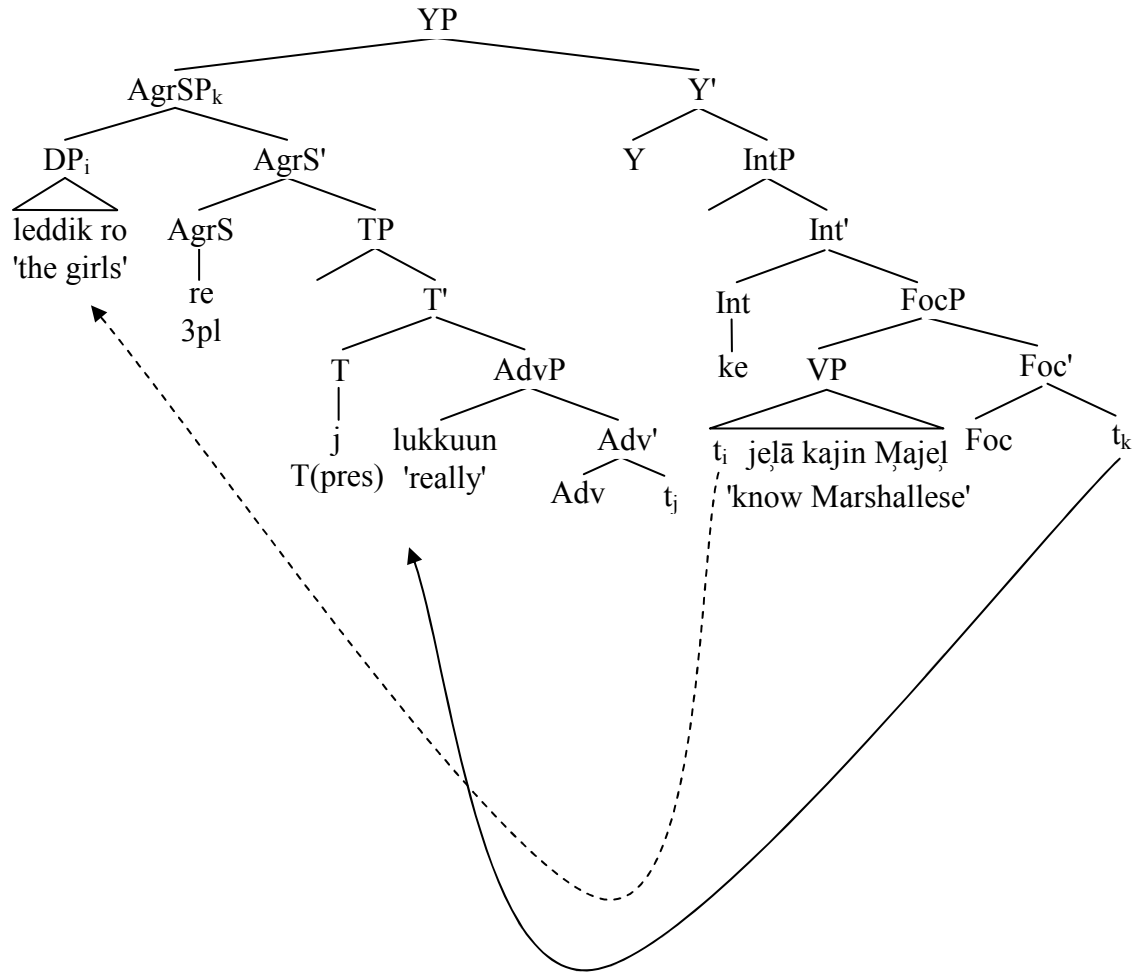 YP
AgrSPk Y'
DPi AgrS' Y IntP
leddik ro AgrS TP Int'
'the girls'
re T' Int FocP
3pl
T AdvP ke VP Foc'
j lukkuun Adv' ti jeļā kajin M̧ajeļ Foc tk
T(pres) 'really' Adv tj 'know Marshallese'